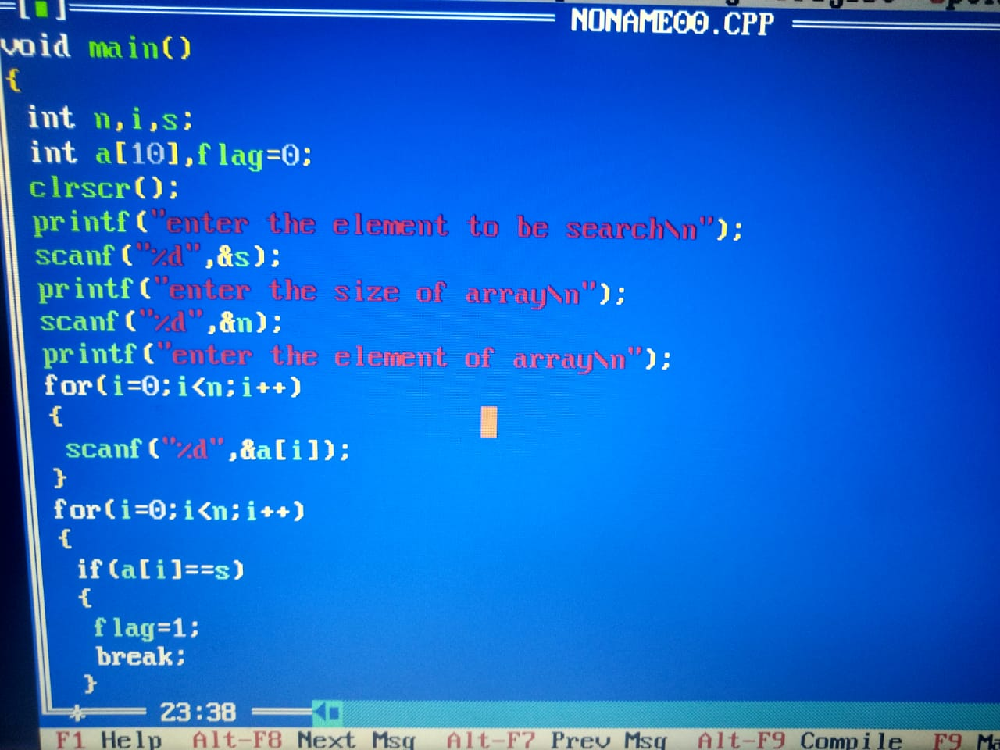 NONAME00.CPP
void main()
{
int n,i,s;
int a[10],flag=0;
clrscr();
printf("enter the element to be search\n");
scanf("%d",&s);
printf("enter the size of array\n");
scanf("%d",&n);
printf("enter the element of array\n");
for(i=0;i<n;i++)
{
scanf("%d",&a[i]);
}
for(i=0;i<n;i++)
{
if(a[i]==s)
{
flag=1;
break;
}
23:38
F1 Help Alt-F8 Next Msg Alt-F7 Prev Msg Alt-F9 Compile F9